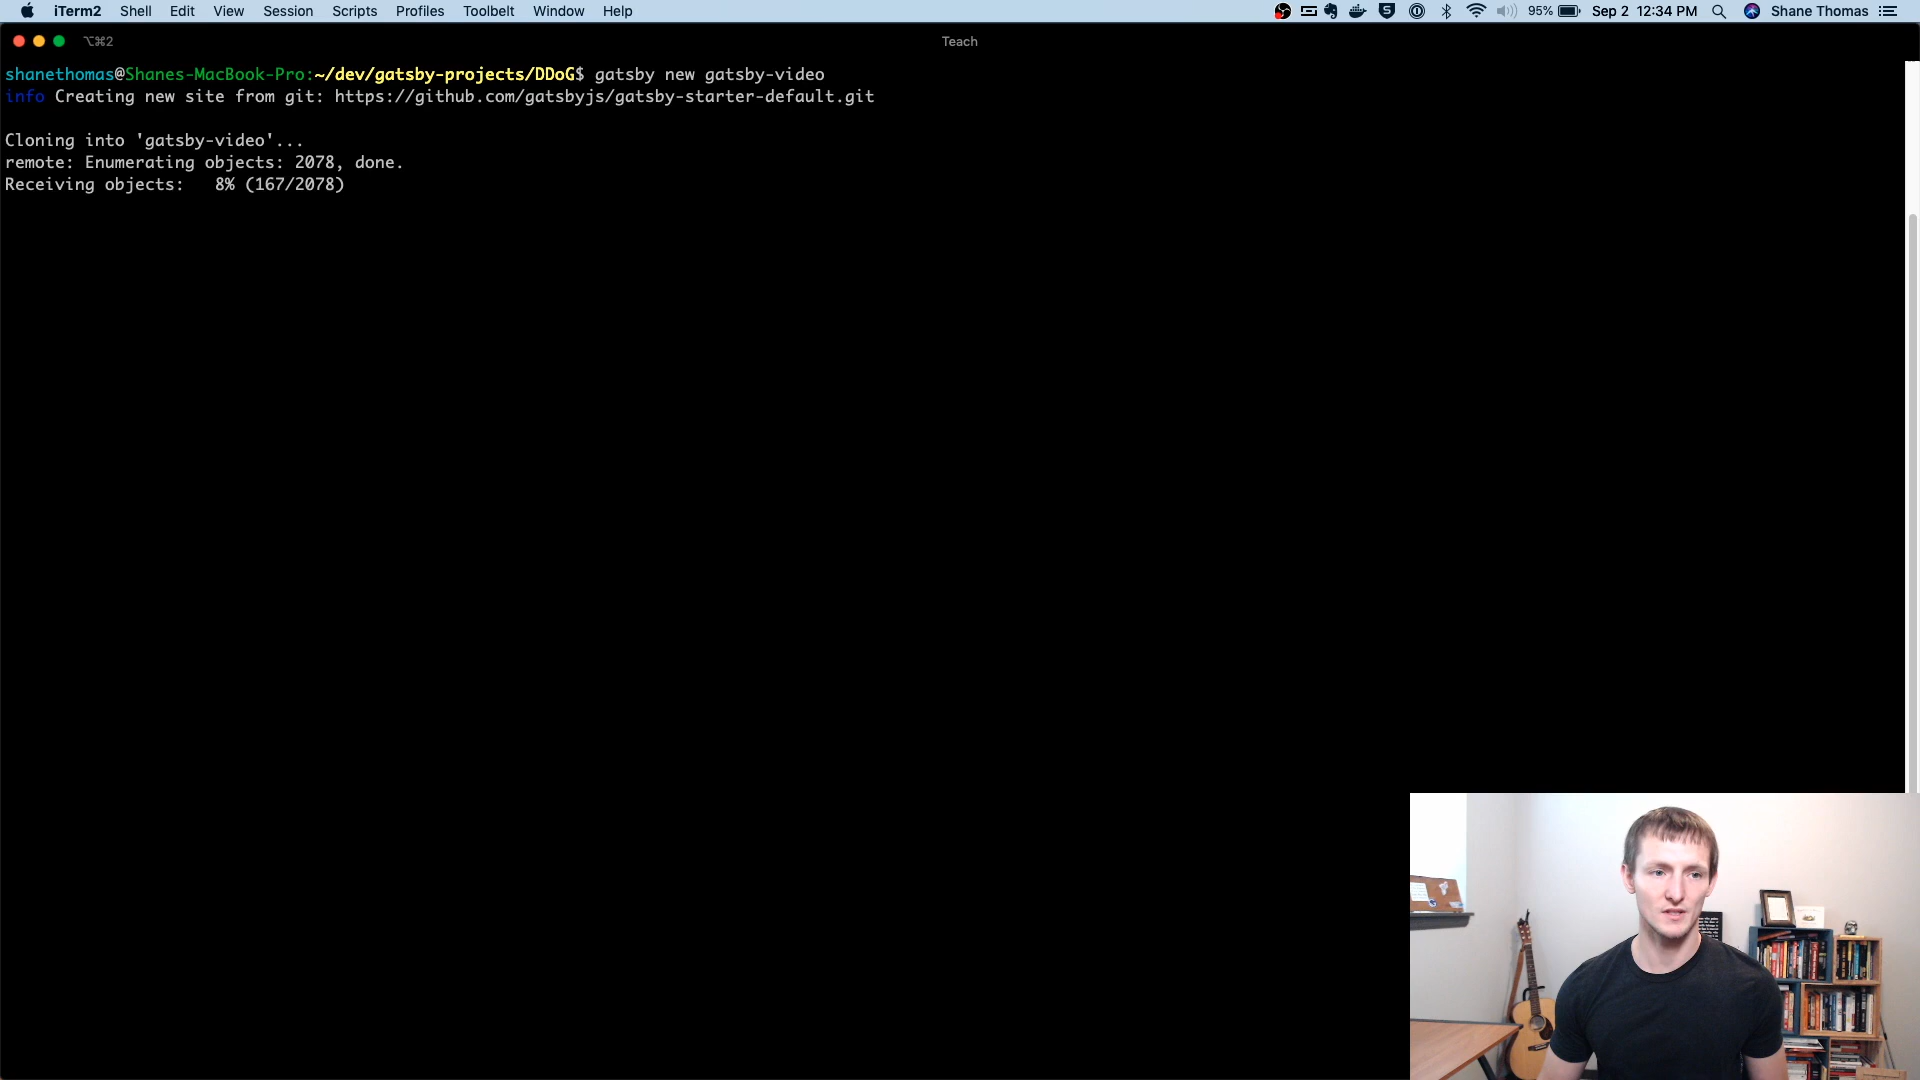 iTerm2 Shell Edit View Session Scripts Profiles Toolbelt Window Help 95% Sep 2 12:34 PM Shane Thomas
⌥⌘2 Teach
shanethomas@Shanes-MacBook-Pro:~/dev/gatsby-projects/DDoG$ gatsby new gatsby-video
info Creating new site from git: https://github.com/gatsbyjs/gatsby-starter-default.git
Cloning into 'gatsby-video'...
remote: Enumerating objects: 2078, done.
Receiving objects:   8% (167/2078)